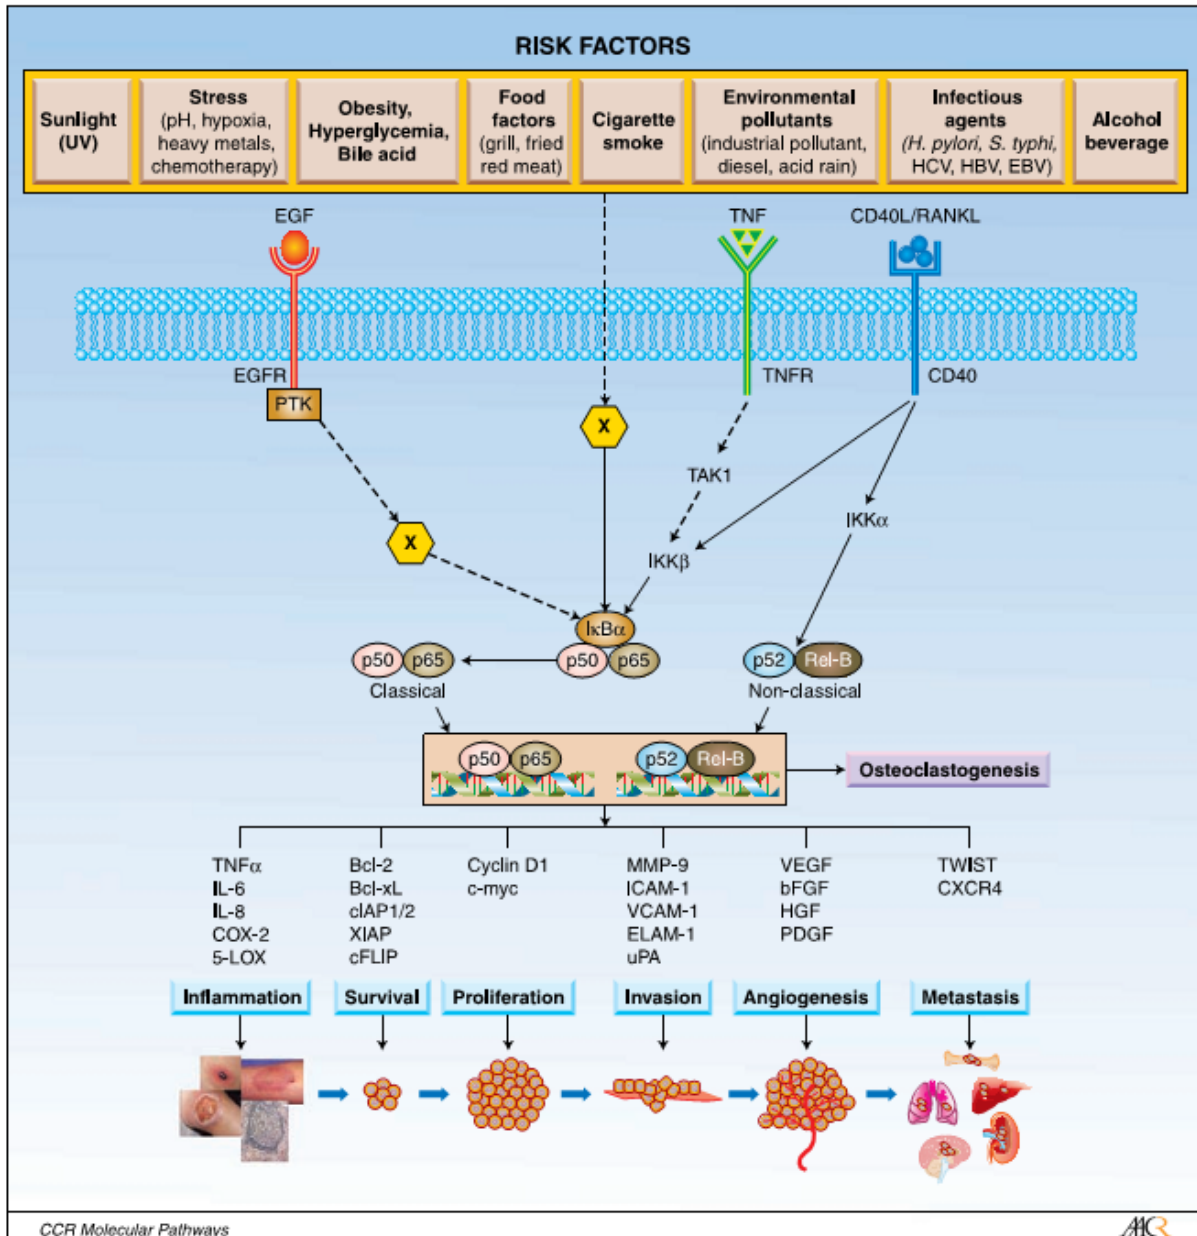 RISK FACTORS
Sunlight
(UV)
Stress
(pH, hypoxia,
heavy metals,
chemotherapy)
Obesity,
Hyperglycemia,
Bile acid
Food
factors
(grill, fried
red meat)
Cigarette
smoke
Environmental
pollutants
(industrial pollutant,
diesel, acid rain)
Infectious
agents
(H. pylori, S. typhi,
HCV, HBV, EBV)
Alcohol
beverage
EGF
TNF
CD40L/RANKL
EGFR
PTK
TNFR
CD40
X
TAK1
IKKα
X
IKKβ
IκBα
p50 p65
Classical
p50 p65
p52 Rel-B
Non-classical
p50 p65
p52 Rel-B
Osteoclastogenesis
TNFα
IL-6
IL-8
COX-2
5-LOX
Bcl-2
Bcl-xL
cIAP1/2
XIAP
cFLIP
Cyclin D1
c-myc
MMP-9
ICAM-1
VCAM-1
ELAM-1
uPA
VEGF
bFGF
HGF
PDGF
TWIST
CXCR4
Inflammation
Survival
Proliferation
Invasion
Angiogenesis
Metastasis
CCR Molecular Pathways
AACR